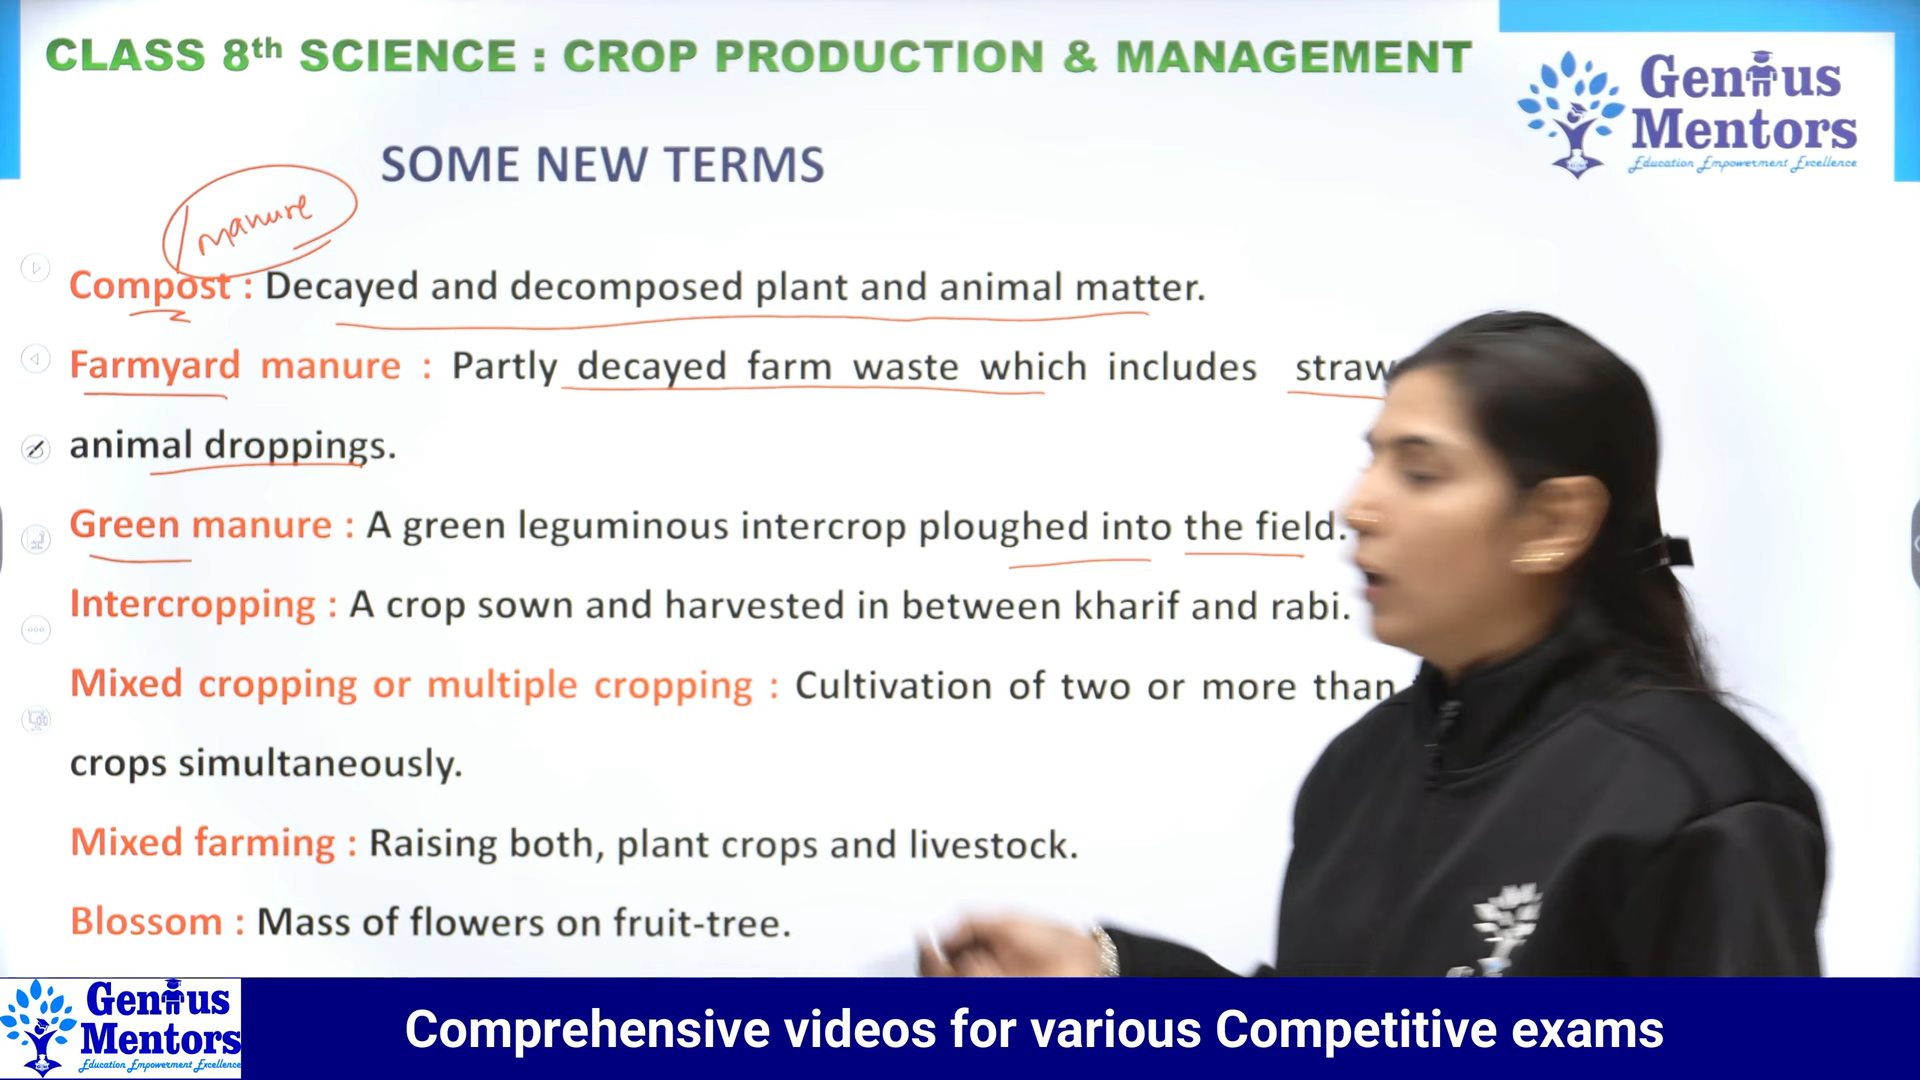 CLASS 8th SCIENCE : CROP PRODUCTION & MANAGEMENT
Genius
Mentors
Education Empowerment Excellence
SOME NEW TERMS
manure
Compost : Decayed and decomposed plant and animal matter.
Farmyard manure : Partly decayed farm waste which includes straw
animal droppings.
Green manure : A green leguminous intercrop ploughed into the field.
Intercropping : A crop sown and harvested in between kharif and rabi.
Mixed cropping or multiple cropping : Cultivation of two or more than
crops simultaneously.
Mixed farming : Raising both, plant crops and livestock.
Blossom : Mass of flowers on fruit-tree.
Genius
Mentors
Education Empowerment Excellence
Comprehensive videos for various Competitive exams